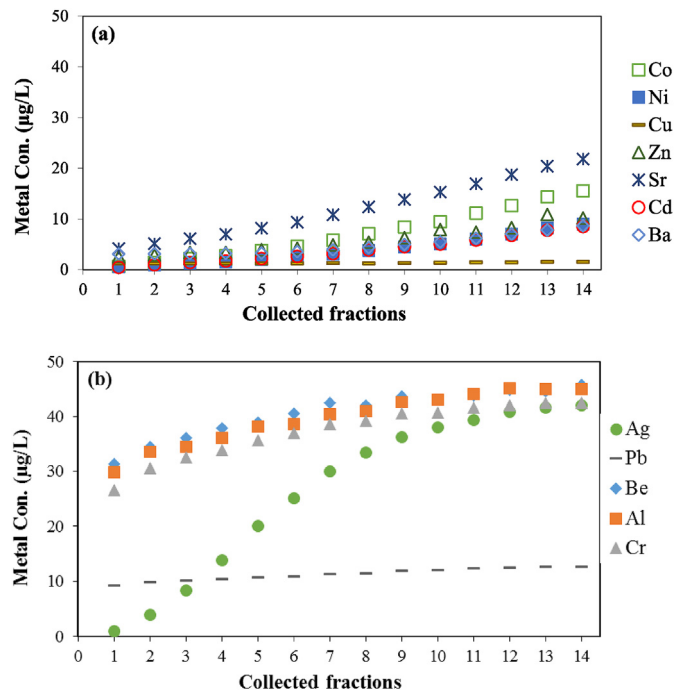 (a)
50
40
30
20
10
0
Metal Con. (µg/L)
0 1 2 3 4 5 6 7 8 9 10 11 12 13 14
Collected fractions
Co
Ni
Cu
Zn
Sr
Cd
Ba
(b)
50
40
30
20
10
0
Metal Con. (µg/L)
0 1 2 3 4 5 6 7 8 9 10 11 12 13 14
Collected fractions
Ag
Pb
Be
Al
Cr